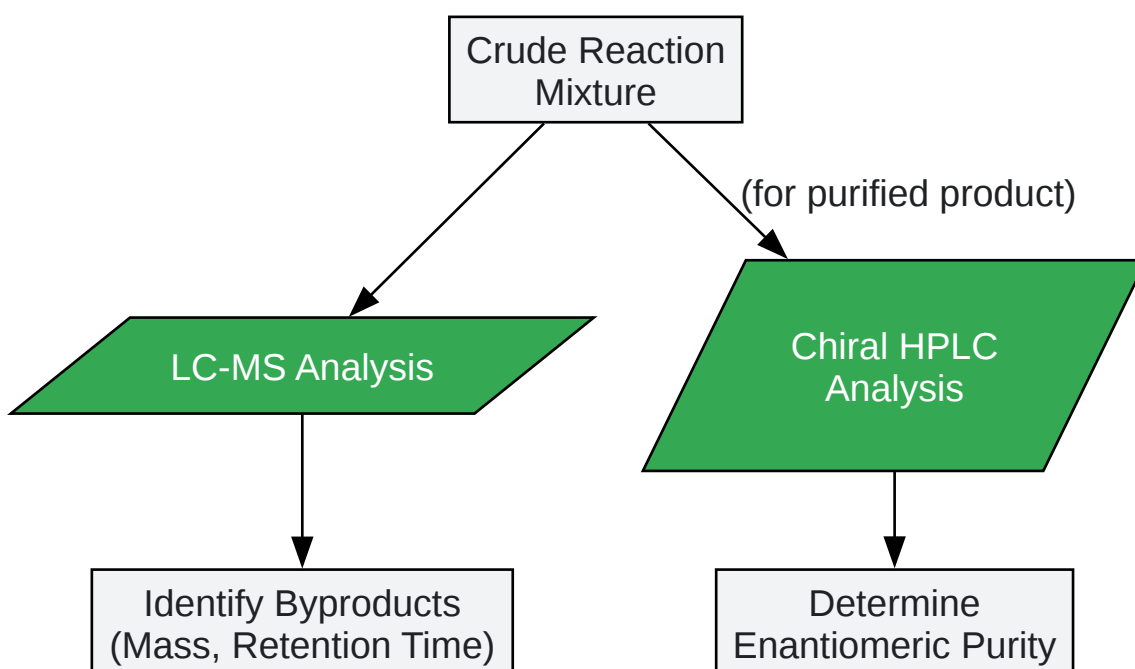 Crude Reaction
Mixture
(for purified product)
LC-MS Analysis
Chiral HPLC
Analysis
Identify Byproducts
(Mass, Retention Time)
Determine
Enantiomeric Purity